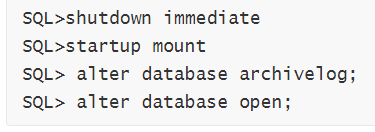 SQL>shutdown immediate
SQL>startup mount
SQL> alter database archivelog;
SQL> alter database open;